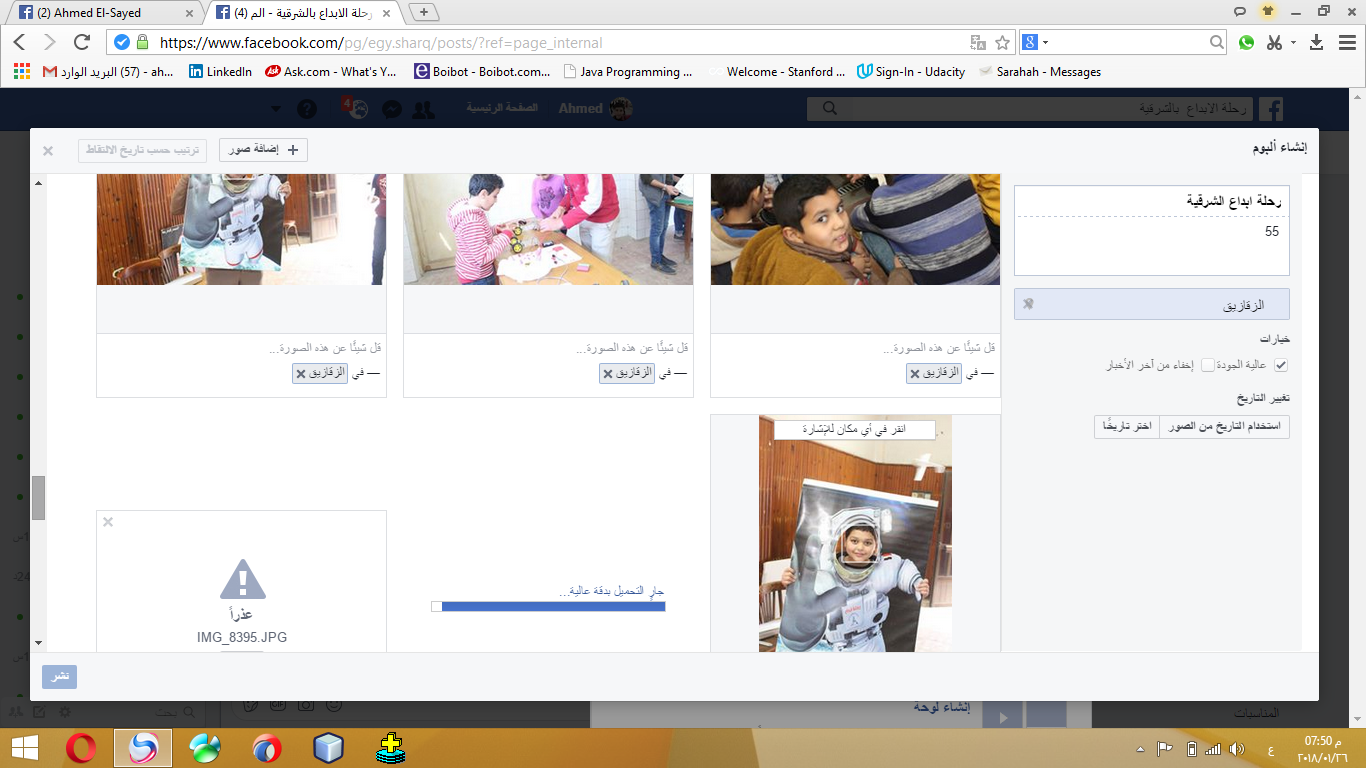 (2) Ahmed El-Sayed
(4) رحلة الابداع بالشرقية - الم
https://www.facebook.com/pg/egy.sharq/posts/?ref=page_internal
(57) البريد الوارد - ah...
LinkedIn
Ask.com - What's Y...
Boibot - Boibot.com...
Java Programming ...
Welcome - Stanford ...
Sign-In - Udacity
Sarahah - Messages
رحلة الابداع بالشرقية
Ahmed
الصفحة الرئيسية
4
إنشاء ألبوم
إضافة صور
ترتيب حسب تاريخ الالتقاط
رحلة ابداع الشرقية
55
الزقازيق
خيارات
عالية الجودة
إخفاء من آخر الأخبار
تغيير التاريخ
استخدام التاريخ من الصور
اختر تاريخًا
قل شيئًا عن هذه الصورة...
— في الزقازيق
قل شيئًا عن هذه الصورة...
— في الزقازيق
قل شيئًا عن هذه الصورة...
— في الزقازيق
انقر في أي مكان للإشارة
جارٍ التحميل بدقة عالية...
عذراً
IMG_8395.JPG
نشر
بحث
GIF
إنشاء لوحة
المناسبات
ع
07:50 م
٢٠١٨/٠١/٢٦